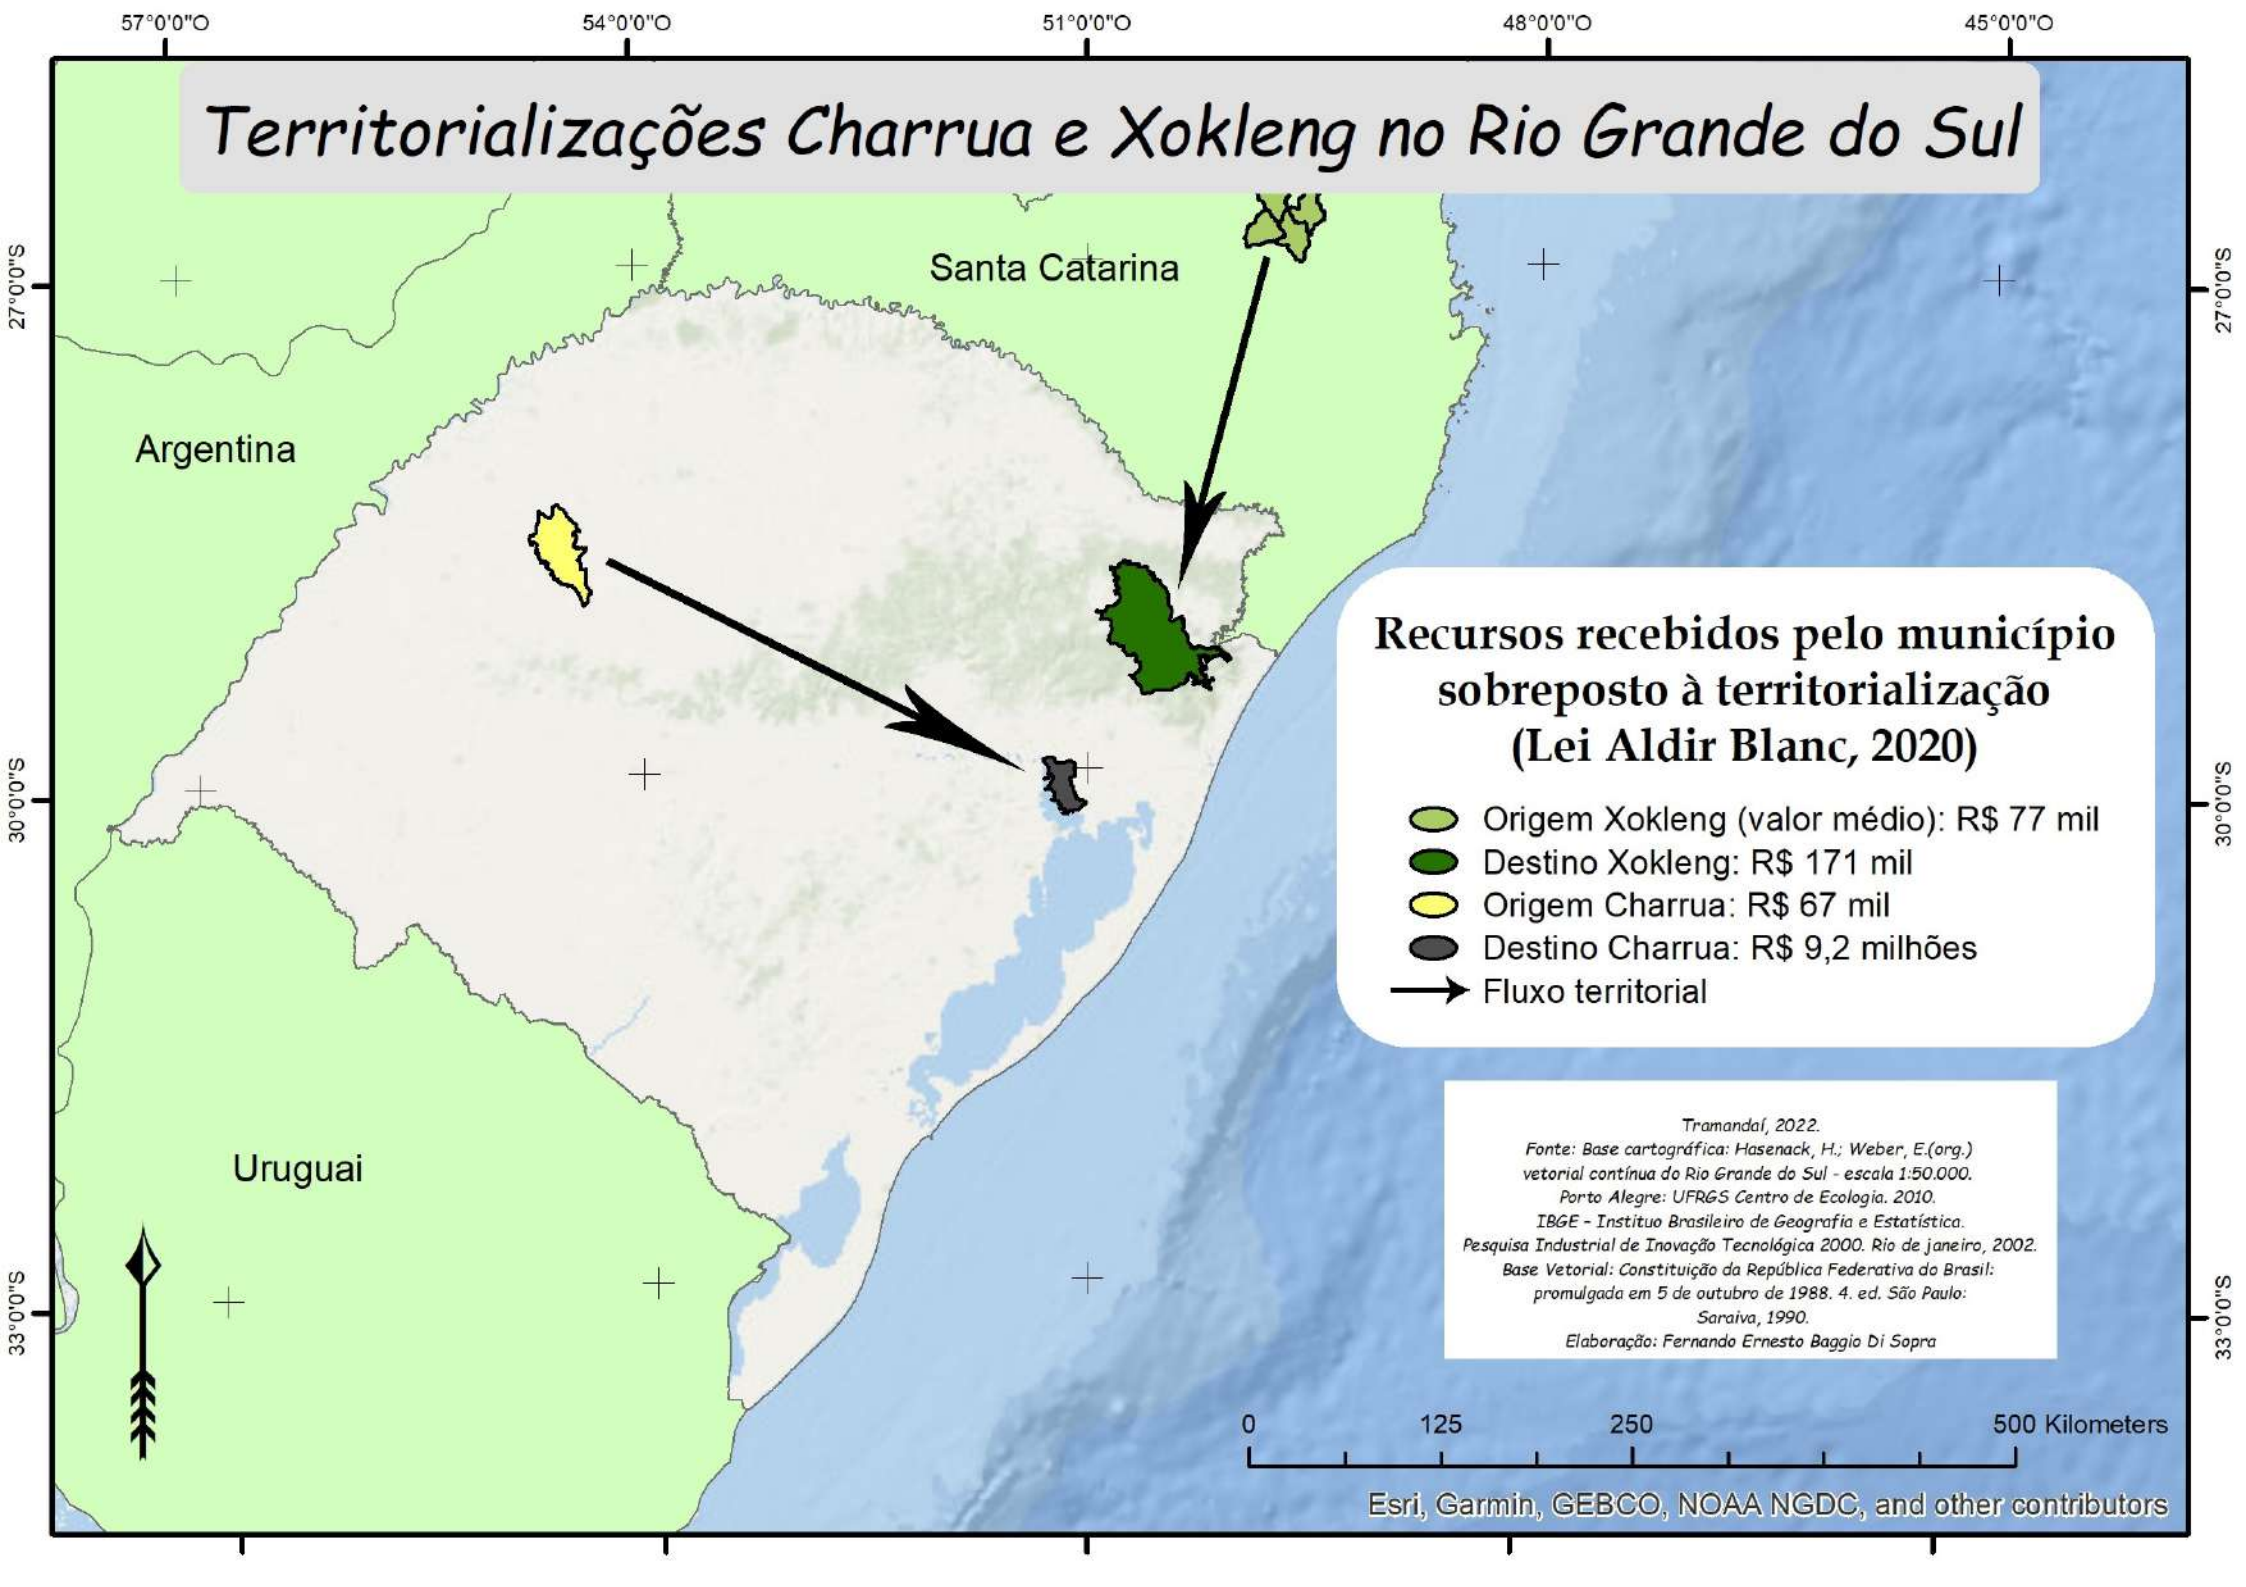 57°0'0"O
54°0'0"O
51°0'0"O
48°0'0"O
45°0'0"O
Territorializações Charrua e Xokleng no Rio Grande do Sul
27°0'0"S
27°0'0"S
Santa Catarina
Argentina
Recursos recebidos pelo município
sobreposto à territorialização
(Lei Aldir Blanc, 2020)
30°0'0"S
30°0'0"S
Origem Xokleng (valor médio): R$ 77 mil
Destino Xokleng: R$ 171 mil
Origem Charrua: R$ 67 mil
Destino Charrua: R$ 9,2 milhões
Fluxo territorial
Uruguai
Tramandaí, 2022.
Fonte: Base cartográfica: Hasenack, H.; Weber, E.(org.)
vetorial contínua do Rio Grande do Sul - escala 1:50.000.
Porto Alegre: UFRGS Centro de Ecologia. 2010.
IBGE - Instituo Brasileiro de Geografia e Estatística.
Pesquisa Industrial de Inovação Tecnológica 2000. Rio de janeiro, 2002.
Base Vetorial: Constituição da República Federativa do Brasil:
promulgada em 5 de outubro de 1988. 4. ed. São Paulo:
Saraiva, 1990.
Elaboração: Fernando Ernesto Baggio Di Sopra
33°0'0"S
33°0'0"S
0 125 250 500 Kilometers
Esri, Garmin, GEBCO, NOAA NGDC, and other contributors